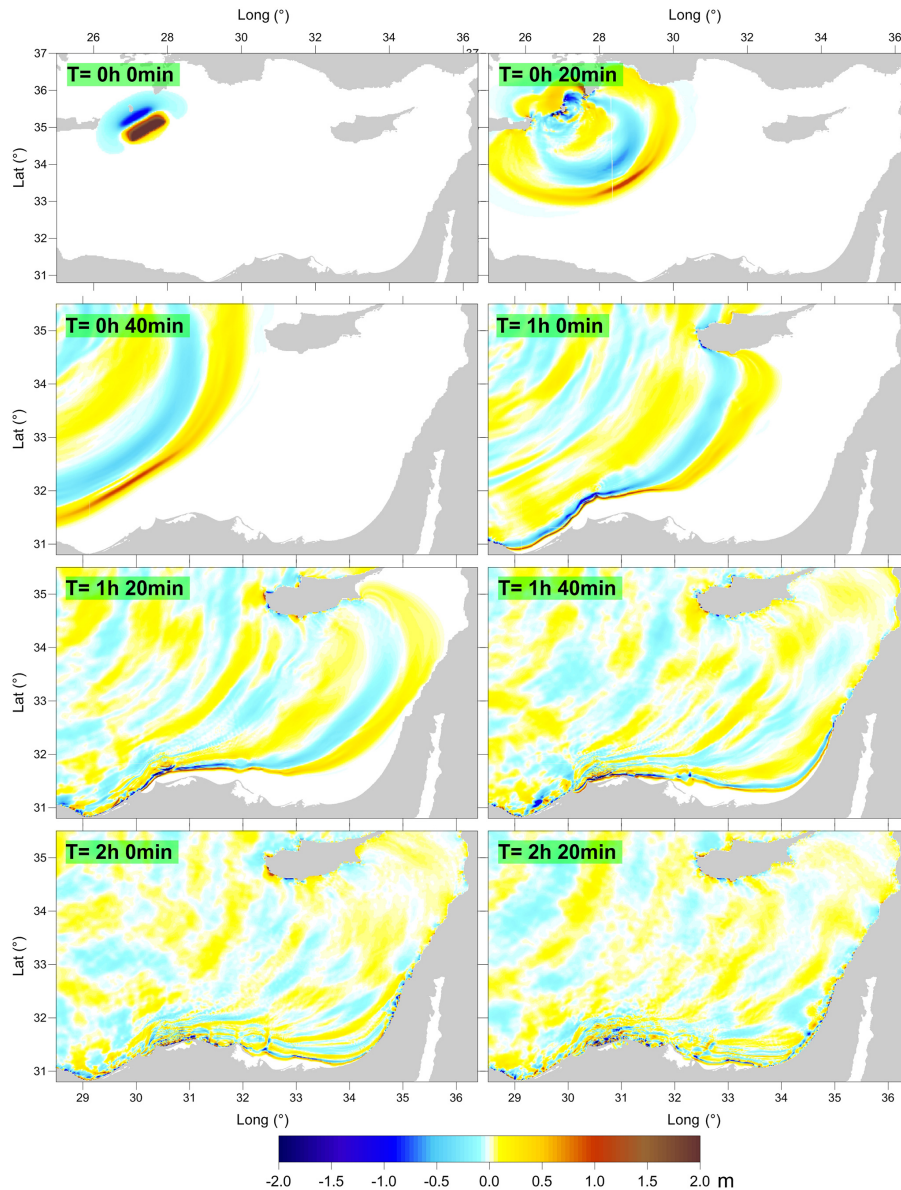 Long (°) Long (°)
26 28 30 32 34 36 26 28 30 32 34 36
37 27
T= 0h 0min T= 0h 20min
36
35
Lat (°)
34
33
32
31
T= 0h 40min T= 1h 0min
35
34
Lat (°)
33
32
31
T= 1h 20min T= 1h 40min
35
34
Lat (°)
33
32
31
T= 2h 0min T= 2h 20min
35
34
Lat (°)
33
32
31
29 30 31 32 33 34 35 36 29 30 31 32 33 34 35 36
Long (°) Long (°)
-2.0 -1.5 -1.0 -0.5 0.0 0.5 1.0 1.5 2.0 m